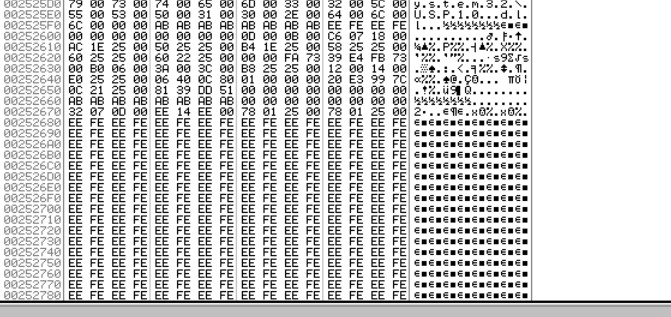 002525D0 79 00 73 00 74 00 65 00 6D 00 33 00 32 00 5C 00 y.s.t.e.m.3.2.\.
002525E0 55 00 53 00 50 00 31 00 30 00 2E 00 64 00 6C 00 U.S.P.1.0...d.l.
002525F0 6C 00 00 00 AB AB AB AB AB AB AB AB EE FE EE FE l...½½½½½½½½ε■ε■
00252600 00 00 00 00 00 00 00 00 0D 00 0B 00 C6 07 18 00
00252610 AC 1E 25 00 50 25 25 00 B4 1E 25 00 58 25 25 00
00252620 60 25 25 00 60 22 25 00 00 00 FA 73 39 E4 FB 73
00252630 00 B0 06 00 3A 00 3C 00 B8 25 25 00 12 00 14 00
00252640 E0 25 25 00 06 40 0C 80 01 00 00 00 20 E3 99 7C
00252650 0C 21 25 00 81 39 DD 51 00 00 00 00 00 00 00 00
00252660 AB AB AB AB AB AB AB AB 00 00 00 00 00 00 00 00 ½½½½½½½½........
00252670 32 07 0D 00 EE 14 EE 00 78 01 25 00 78 01 25 00 2...ε¶ε.x☺%.x☺%.
00252680 EE FE EE FE EE FE EE FE EE FE EE FE EE FE EE FE ε■ε■ε■ε■ε■ε■ε■ε■
00252690 EE FE EE FE EE FE EE FE EE FE EE FE EE FE EE FE ε■ε■ε■ε■ε■ε■ε■ε■
002526A0 EE FE EE FE EE FE EE FE EE FE EE FE EE FE EE FE ε■ε■ε■ε■ε■ε■ε■ε■
002526B0 EE FE EE FE EE FE EE FE EE FE EE FE EE FE EE FE ε■ε■ε■ε■ε■ε■ε■ε■
002526C0 EE FE EE FE EE FE EE FE EE FE EE FE EE FE EE FE ε■ε■ε■ε■ε■ε■ε■ε■
002526D0 EE FE EE FE EE FE EE FE EE FE EE FE EE FE EE FE ε■ε■ε■ε■ε■ε■ε■ε■
002526E0 EE FE EE FE EE FE EE FE EE FE EE FE EE FE EE FE ε■ε■ε■ε■ε■ε■ε■ε■
002526F0 EE FE EE FE EE FE EE FE EE FE EE FE EE FE EE FE ε■ε■ε■ε■ε■ε■ε■ε■
00252700 EE FE EE FE EE FE EE FE EE FE EE FE EE FE EE FE ε■ε■ε■ε■ε■ε■ε■ε■
00252710 EE FE EE FE EE FE EE FE EE FE EE FE EE FE EE FE ε■ε■ε■ε■ε■ε■ε■ε■
00252720 EE FE EE FE EE FE EE FE EE FE EE FE EE FE EE FE ε■ε■ε■ε■ε■ε■ε■ε■
00252730 EE FE EE FE EE FE EE FE EE FE EE FE EE FE EE FE ε■ε■ε■ε■ε■ε■ε■ε■
00252740 EE FE EE FE EE FE EE FE EE FE EE FE EE FE EE FE ε■ε■ε■ε■ε■ε■ε■ε■
00252750 EE FE EE FE EE FE EE FE EE FE EE FE EE FE EE FE ε■ε■ε■ε■ε■ε■ε■ε■
00252760 EE FE EE FE EE FE EE FE EE FE EE FE EE FE EE FE ε■ε■ε■ε■ε■ε■ε■ε■
00252770 EE FE EE FE EE FE EE FE EE FE EE FE EE FE EE FE ε■ε■ε■ε■ε■ε■ε■ε■
00252780 EE FE EE FE EE FE EE FE EE FE EE FE EE FE EE FE ε■ε■ε■ε■ε■ε■ε■ε■